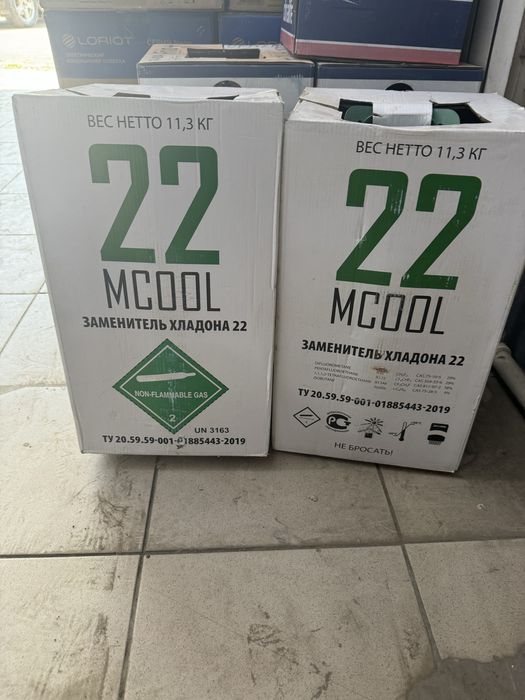 LORIOT
ВЕС НЕТТО 11,3 КГ
22
MCOOL
ЗАМЕНИТЕЛЬ ХЛАДОНА 22
NON-FLAMMABLE GAS
2
UN 3163
ТУ 20.59.59-001-01885443-2019
ВЕС НЕТТО 11,3 КГ
22
MCOOL
ЗАМЕНИТЕЛЬ ХЛАДОНА 22
ТУ 20.59.59-001-01885443-2019
НЕ БРОСАТЬ!